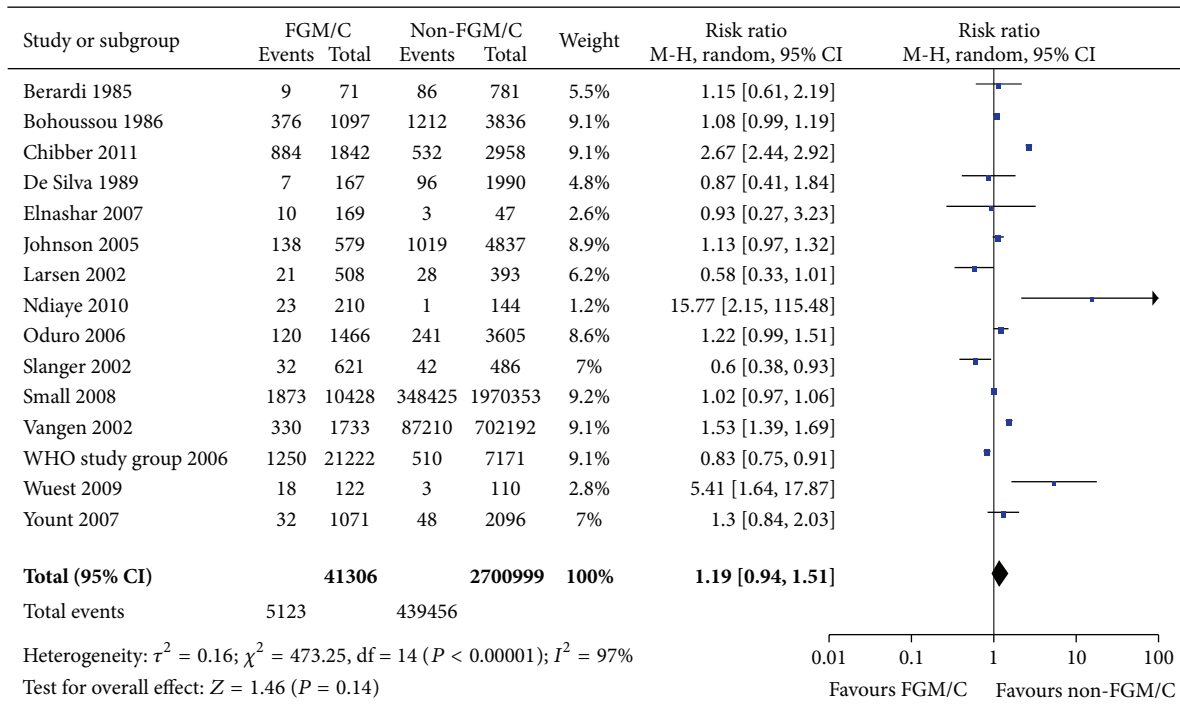 Study or subgroup FGM/C Non-FGM/C Weight Risk ratio Risk ratio
Events Total Events Total M-H, random, 95% CI M-H, random, 95% CI
Berardi 1985 9 71 86 781 5.5% 1.15 [0.61, 2.19]
Bohoussou 1986 376 1097 1212 3836 9.1% 1.08 [0.99, 1.19]
Chibber 2011 884 1842 532 2958 9.1% 2.67 [2.44, 2.92]
De Silva 1989 7 167 96 1990 4.8% 0.87 [0.41, 1.84]
Elnashar 2007 10 169 3 47 2.6% 0.93 [0.27, 3.23]
Johnson 2005 138 579 1019 4837 8.9% 1.13 [0.97, 1.32]
Larsen 2002 21 508 28 393 6.2% 0.58 [0.33, 1.01]
Ndiaye 2010 23 210 1 144 1.2% 15.77 [2.15, 115.48]
Oduro 2006 120 1466 241 3605 8.6% 1.22 [0.99, 1.51]
Slanger 2002 32 621 42 486 7% 0.6 [0.38, 0.93]
Small 2008 1873 10428 348425 1970353 9.2% 1.02 [0.97, 1.06]
Vangen 2002 330 1733 87210 702192 9.1% 1.53 [1.39, 1.69]
WHO study group 2006 1250 21222 510 7171 9.1% 0.83 [0.75, 0.91]
Wuest 2009 18 122 3 110 2.8% 5.41 [1.64, 17.87]
Yount 2007 32 1071 48 2096 7% 1.3 [0.84, 2.03]
Total (95% CI) 41306 2700999 100% 1.19 [0.94, 1.51]
Total events 5123 439456
Heterogeneity: τ² = 0.16; χ² = 473.25, df = 14 (P < 0.00001); I² = 97%
Test for overall effect: Z = 1.46 (P = 0.14)
0.01 0.1 1 10 100
Favours FGM/C Favours non-FGM/C